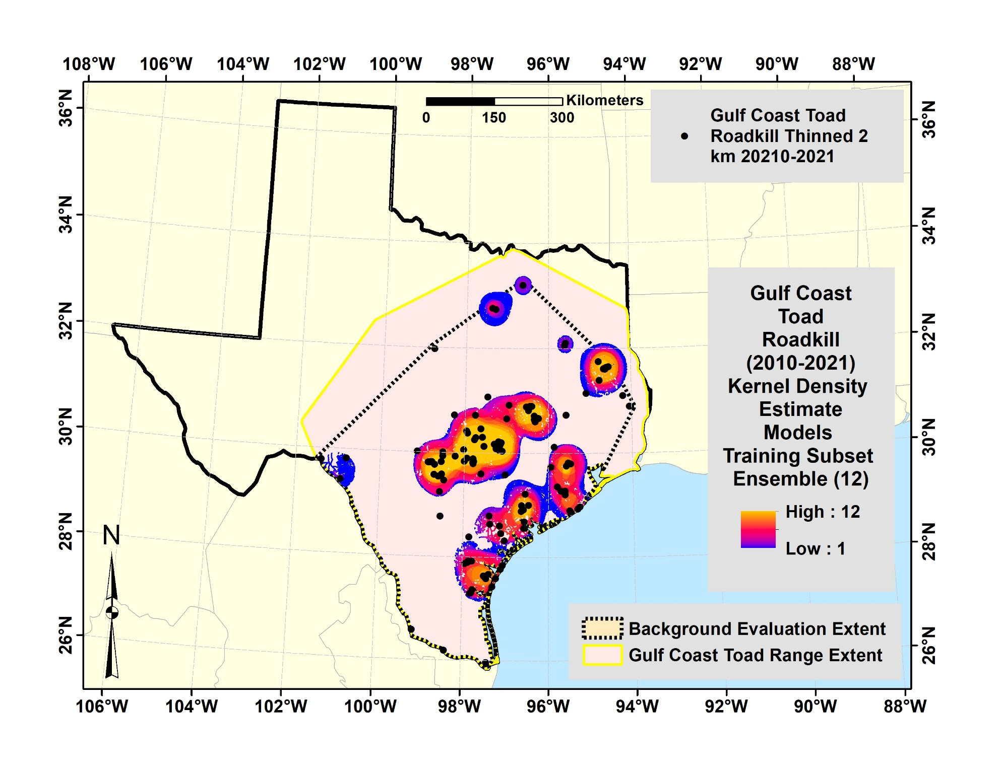 108°W 106°W 104°W 102°W 100°W 98°W 96°W 94°W 92°W 90°W 88°W
36°N
34°N
32°N
30°N
28°N
26°N
Kilometers
0 150 300
Gulf Coast Toad
Roadkill Thinned 2
km 20210-2021
36°N
34°N
32°N
30°N
28°N
26°N
Gulf Coast
Toad
Roadkill
(2010-2021)
Kernel Density
Estimate
Models
Training Subset
Ensemble (12)
High : 12
Low : 1
N
Background Evaluation Extent
Gulf Coast Toad Range Extent
106°W 104°W 102°W 100°W 98°W 96°W 94°W 92°W 90°W 88°W